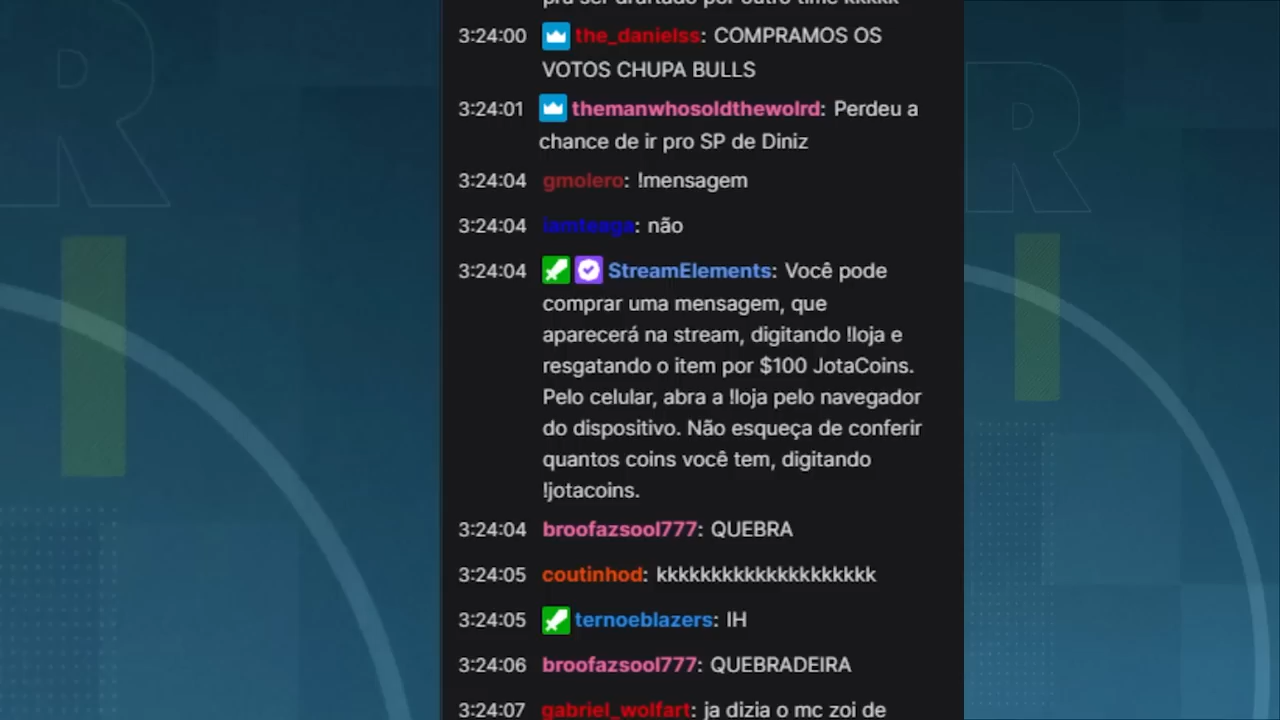 pra ser draftado por outro time kkkkk
3:24:00 the_danielss: COMPRAMOS OS
VOTOS CHUPA BULLS
3:24:01 themanwhosoldthewolrd: Perdeu a
chance de ir pro SP de Diniz
3:24:04 gmolero: !mensagem
3:24:04 iamteaga: não
3:24:04 StreamElements: Você pode
comprar uma mensagem, que
aparecerá na stream, digitando !loja e
resgatando o item por $100 JotaCoins.
Pelo celular, abra a !loja pelo navegador
do dispositivo. Não esqueça de conferir
quantos coins você tem, digitando
!jotacoins.
3:24:04 broofazsool777: QUEBRA
3:24:05 coutinhod: kkkkkkkkkkkkkkkkkkkk
3:24:05 ternoeblazers: IH
3:24:06 broofazsool777: QUEBRADEIRA
3:24:07 gabriel_wolfart: ja dizia o mc zoi de